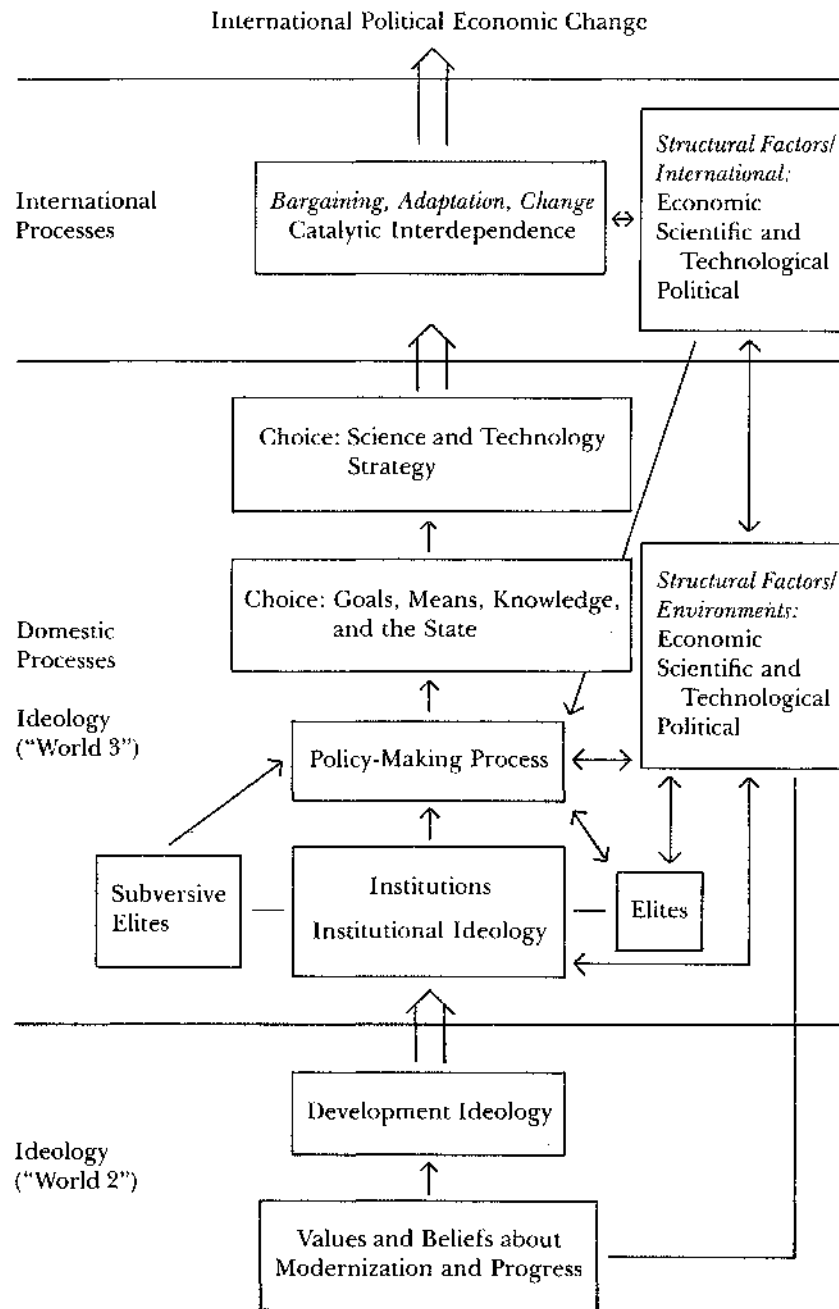 International Political Economic Change
International
Processes
Bargaining, Adaptation, Change
Catalytic Interdependence
Structural Factors/
International:
Economic
Scientific and
Technological
Political
Choice: Science and Technology
Strategy
Choice: Goals, Means, Knowledge,
and the State
Structural Factors/
Environments:
Economic
Scientific and
Technological
Political
Domestic
Processes
Ideology
("World 3")
Policy-Making Process
Subversive
Elites
Institutions
Institutional Ideology
Elites
Development Ideology
Ideology
("World 2")
Values and Beliefs about
Modernization and Progress